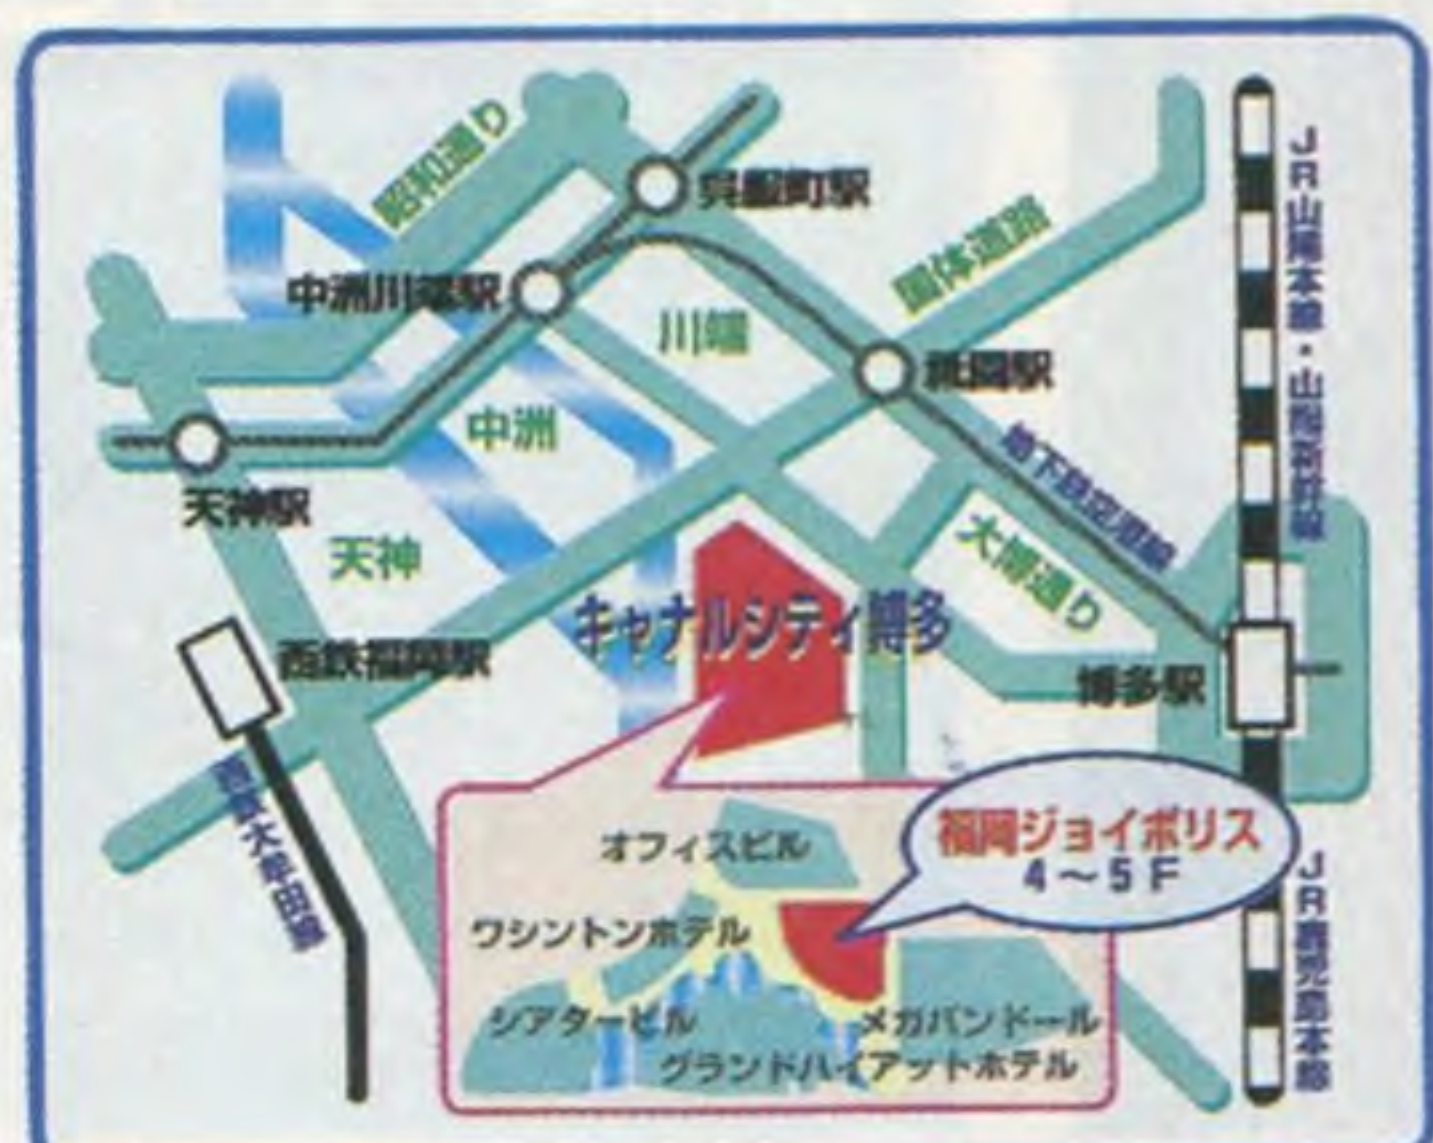 昭和通り
呉服町駅
国体道路
JR山陽本線・山陽新幹線
中洲川端駅
川端
祇園駅
中洲
地下鉄空港線
天神駅
天神
大博通り
キャナルシティ博多
西鉄福岡駅
博多駅
西鉄大牟田線
福岡ジョイポリス
4～5F
オフィスビル
ワシントンホテル
シアタービル
メガバンドール
グランドハイアットホテル
JR鹿児島本線